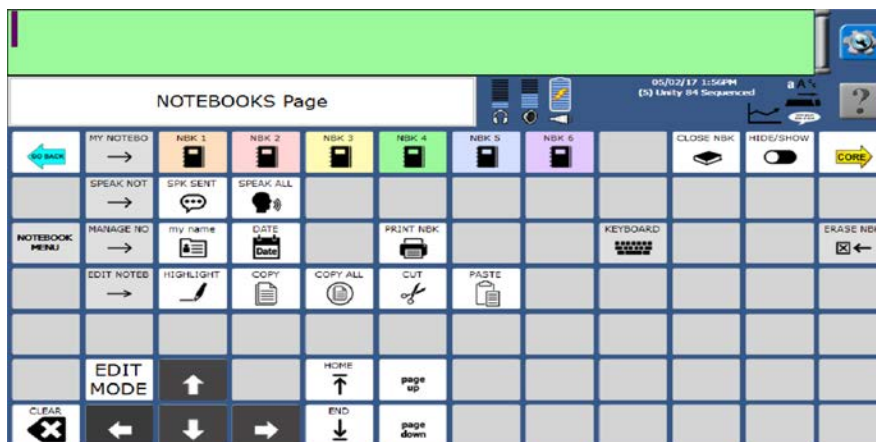 NOTEBOOKS Page
05/02/17 1:56PM
(5) Unity 84 Sequenced
GO BACK
MY NOTEBO
NBK 1
NBK 2
NBK 3
NBK 4
NBK 5
NBK 6
CLOSE NBK
HIDE/SHOW
CORE
SPEAK NOT
SPK SENT
SPEAK ALL
NOTEBOOK
MENU
MANAGE NO
my name
DATE
Date
PRINT NBK
KEYBOARD
ERASE NBK
EDIT NOTEB
HIGHLIGHT
COPY
COPY ALL
CUT
PASTE
EDIT
MODE
HOME
page
up
CLEAR
END
page
down